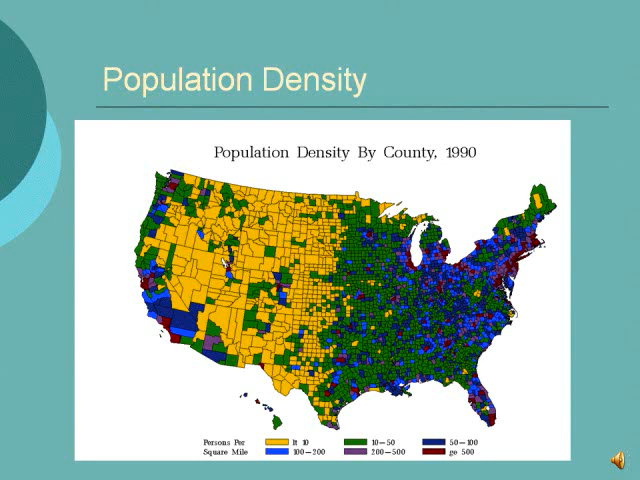 Population Density
Population Density By County, 1990
Persons Per lt 10 10—50 50—100
Square Mile 100—200 200—500 ge 500